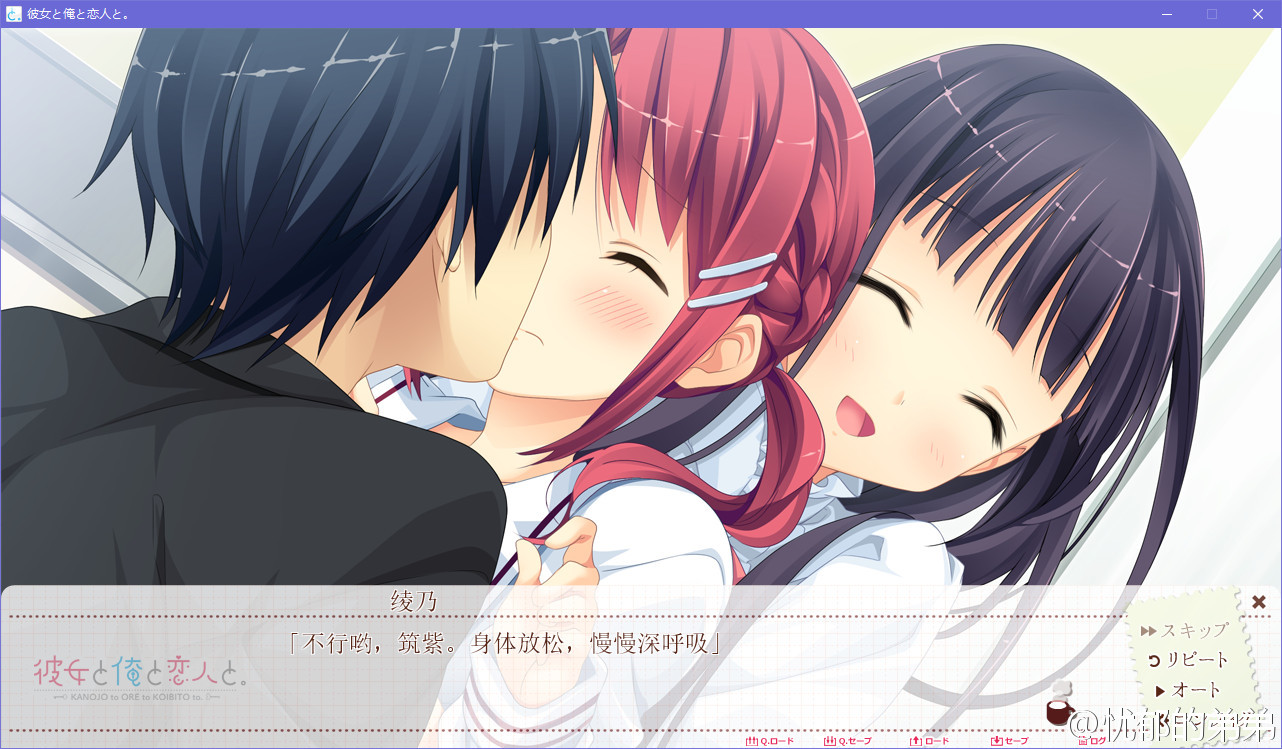 彼女と俺と恋人と。
绫乃
「不行哟，筑紫。身体放松，慢慢深呼吸」
彼女と俺と恋人と。
KANOJO to ORE to KOIBITO to.
スキップ
リピート
オート
Q.ロード
Q.セーブ
ロード
セーブ
ログ
@忧郁的弟弟